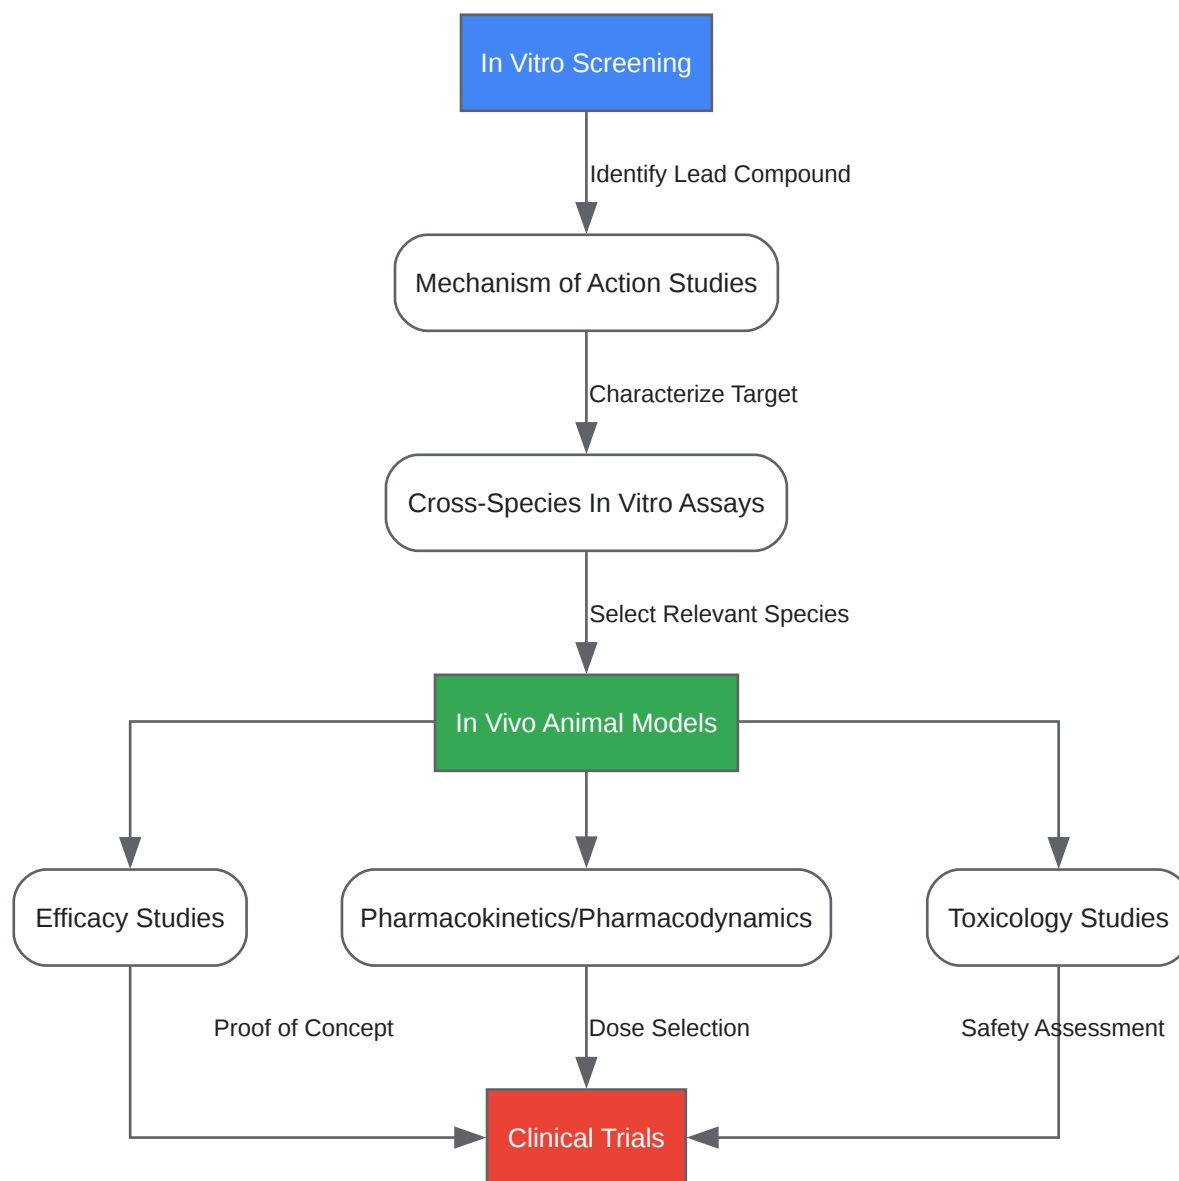 In Vitro Screening
Identify Lead Compound
Mechanism of Action Studies
Characterize Target
Cross-Species In Vitro Assays
Select Relevant Species
In Vivo Animal Models
Efficacy Studies
Pharmacokinetics/Pharmacodynamics
Toxicology Studies
Proof of Concept
Dose Selection
Safety Assessment
Clinical Trials